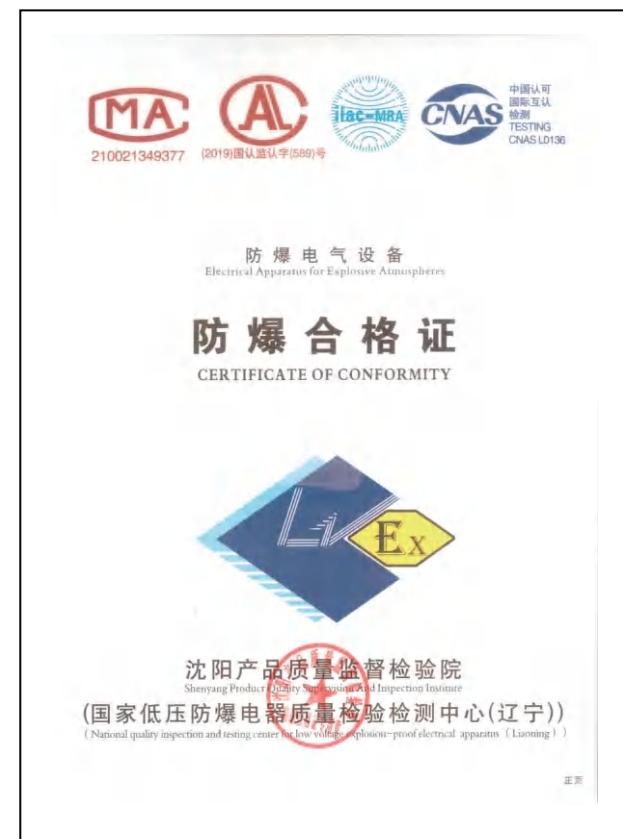 MA
210021349377
CAL
(2019)国认监认字(589)号
ilac-MRA
CNAS
中国认可
国际互认
检测
TESTING
CNAS L0136
防爆电气设备
Electrical Apparatus for Explosive Atmospheres
防爆合格证
CERTIFICATE OF CONFORMITY
LV
Ex
沈阳产品质量监督检验院
Shenyang Product Quality Supervision And Inspection Institute
(国家低压防爆电器质量检验检测中心(辽宁))
( National quality inspection and testing center for low voltage explosion-proof electrical apparatus ( Liaoning ) )
正页